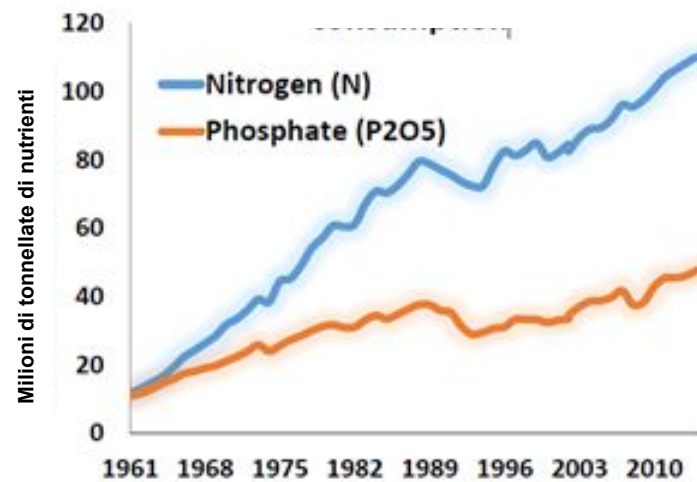 120
100
80
60
40
20
0
Milioni di tonnellate di nutrienti
Nitrogen (N)
Phosphate (P2O5)
1961 1968 1975 1982 1989 1996 2003 2010